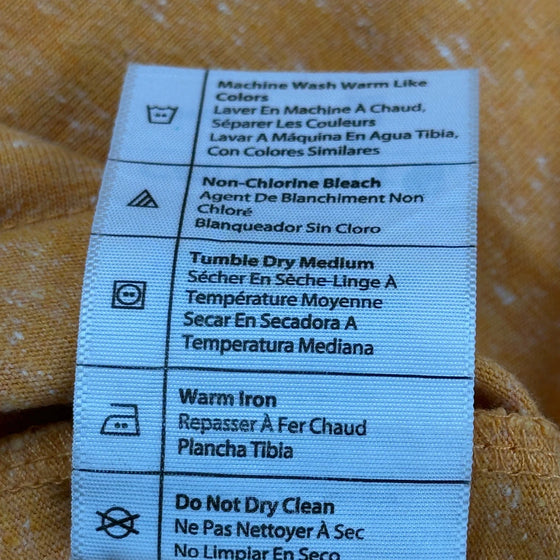 Machine Wash Warm Like
Colors
Laver En Machine À Chaud,
Séparer Les Couleurs
Lavar A Máquina En Agua Tibia,
Con Colores Similares
Non-Chlorine Bleach
Agent De Blanchiment Non
Chloré
Blanqueador Sin Cloro
Tumble Dry Medium
Sécher En Sèche-Linge À
Température Moyenne
Secar En Secadora A
Temperatura Mediana
Warm Iron
Repasser À Fer Chaud
Plancha Tibia
Do Not Dry Clean
Ne Pas Nettoyer À Sec
No Limpiar En Seco